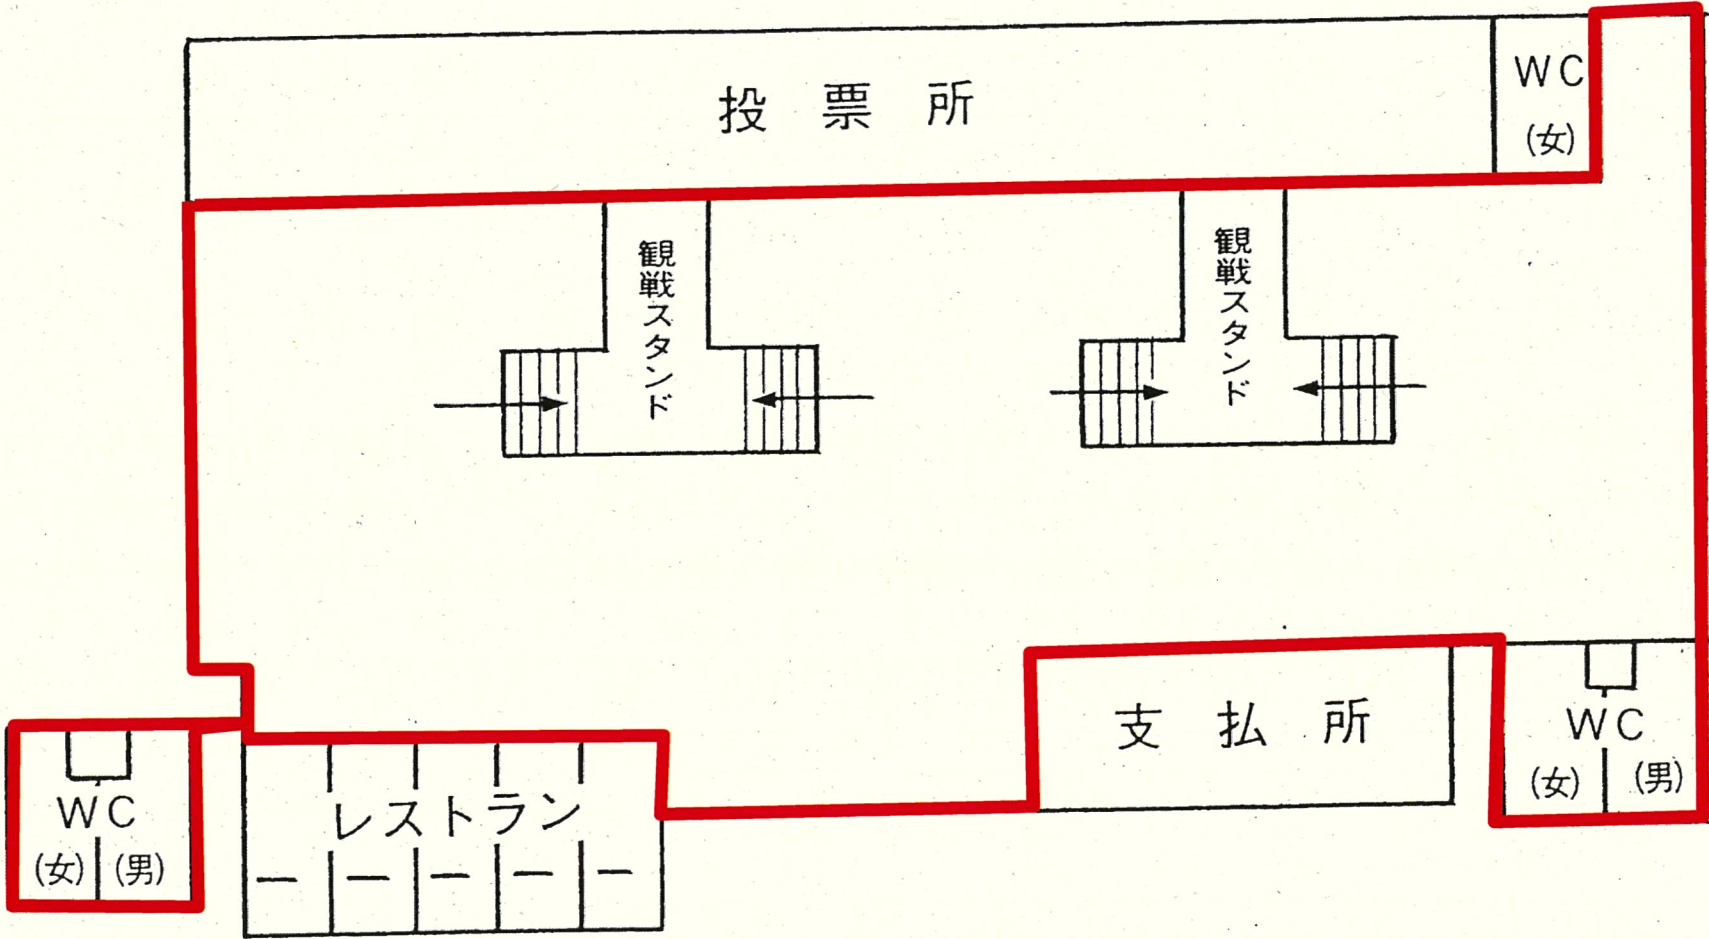 投票所
WC
(女)
観戦スタンド
観戦スタンド
支払所
WC
(女)
(男)
レストラン
WC
(女)
(男)